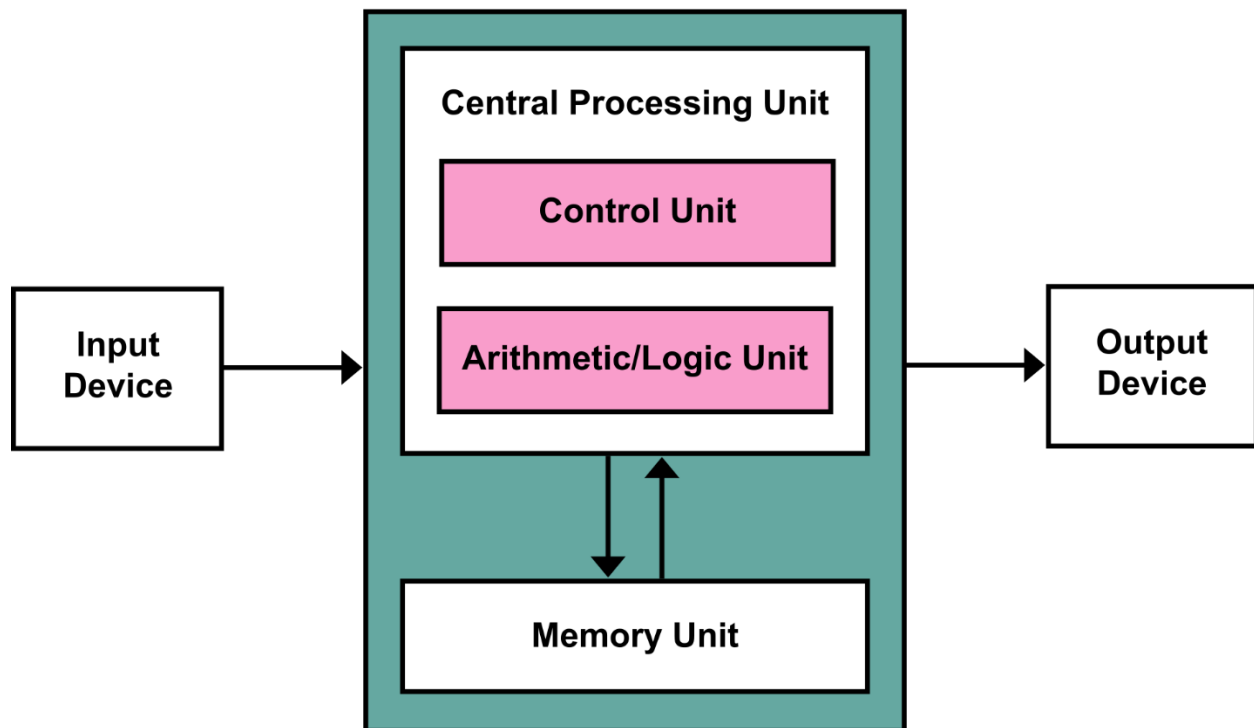 Central Processing Unit
Control Unit
Arithmetic/Logic Unit
Input
Device
Output
Device
Memory Unit